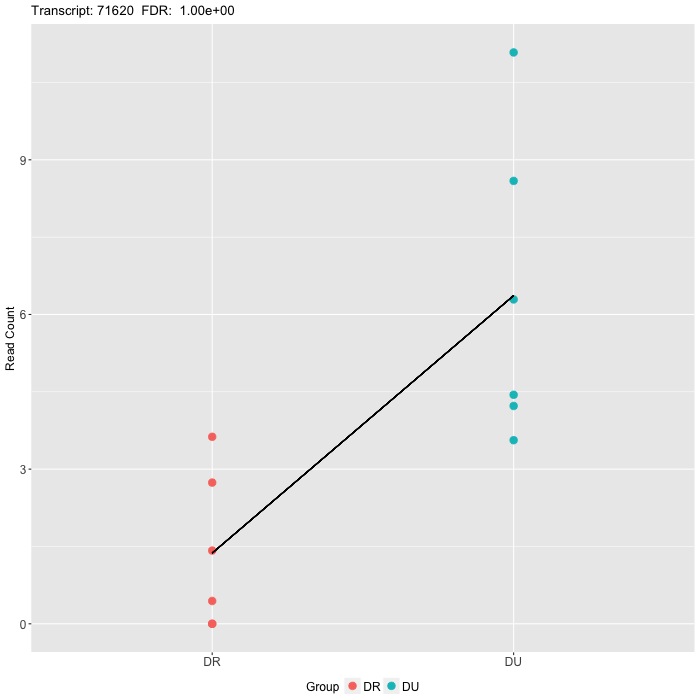 Transcript: 71620  FDR:  1.00e+00
9
6
3
0
Read Count
DR
DU
Group DR DU